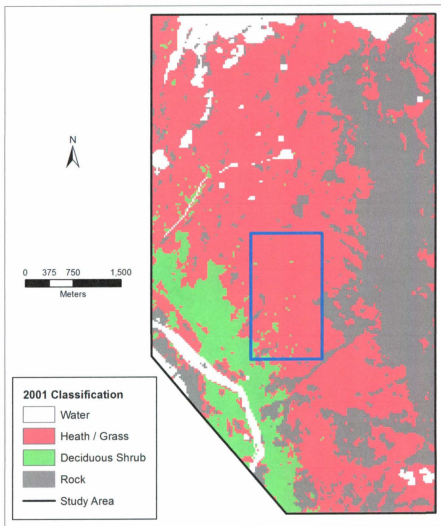 N
0 375 750 1,500
Meters
2001 Classification
Water
Heath / Grass
Deciduous Shrub
Rock
Study Area